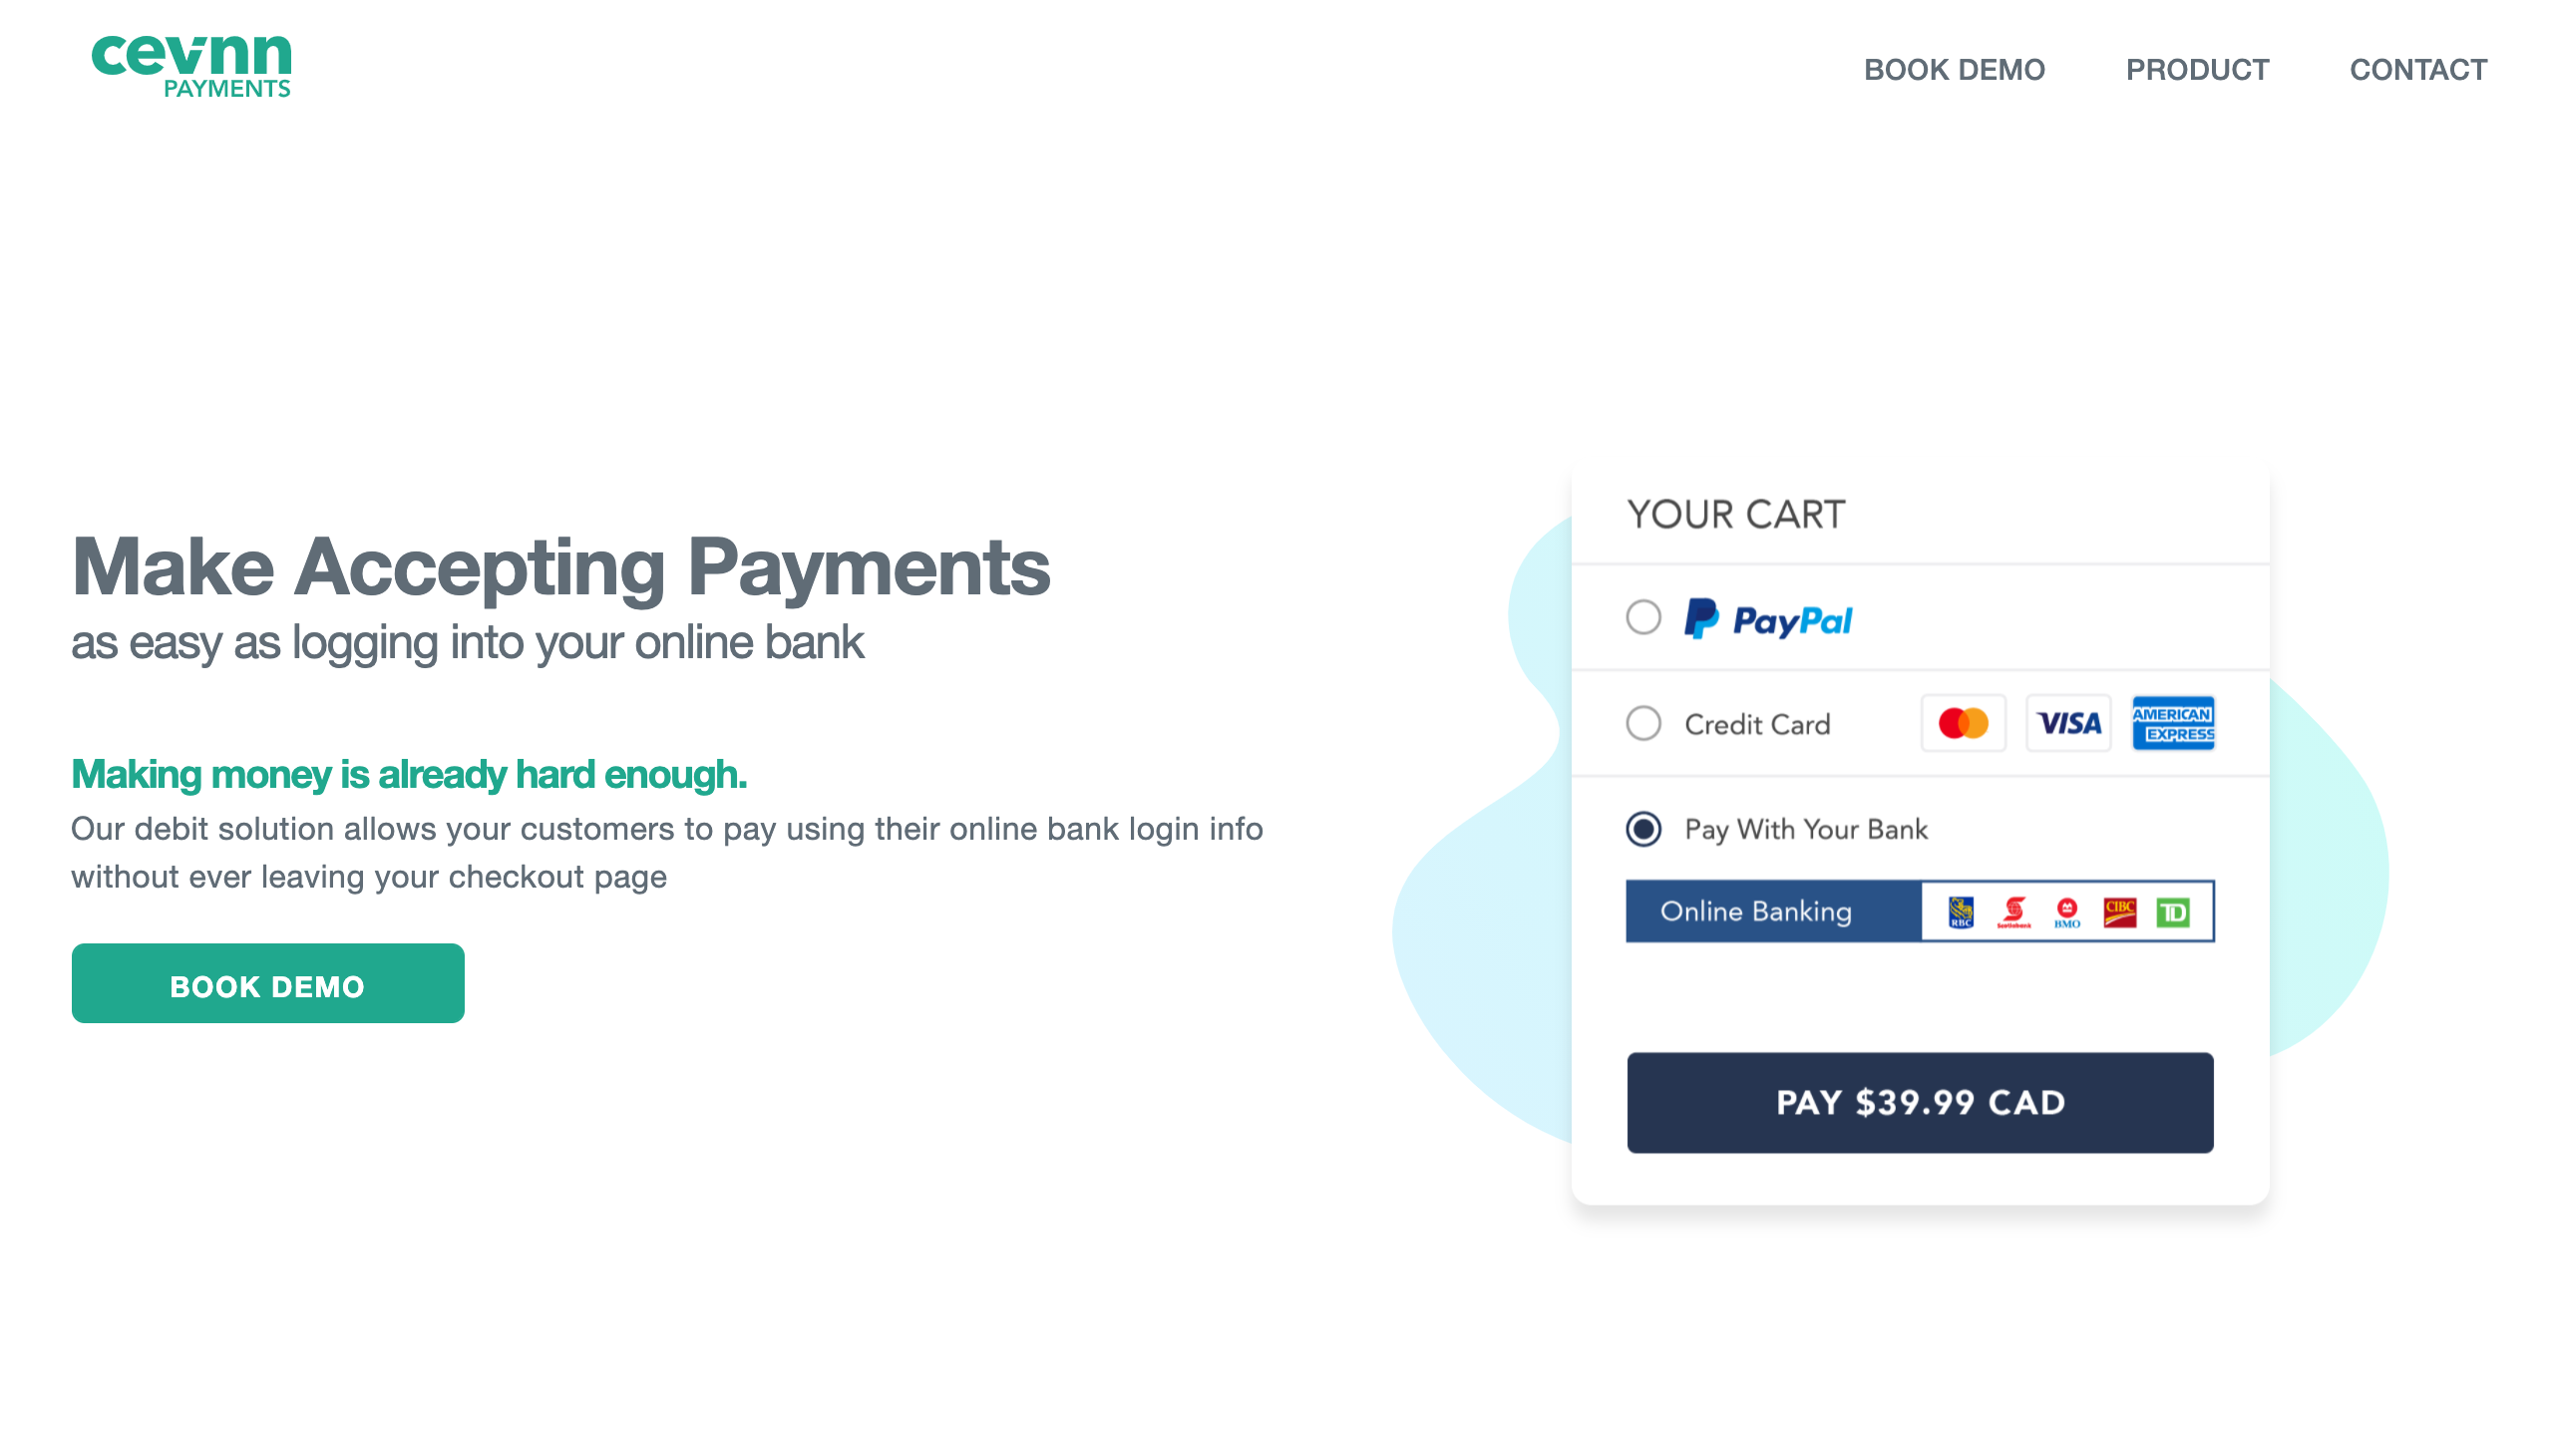 cevnn
PAYMENTS
BOOK DEMO
PRODUCT
CONTACT
Make Accepting Payments
as easy as logging into your online bank
Making money is already hard enough.
Our debit solution allows your customers to pay using their online bank login info
without ever leaving your checkout page
BOOK DEMO
YOUR CART
PayPal
Credit Card
VISA
AMERICAN
EXPRESS
Pay With Your Bank
Online Banking
RBC
Scotiabank
BMO
CIBC
TD
PAY $39.99 CAD